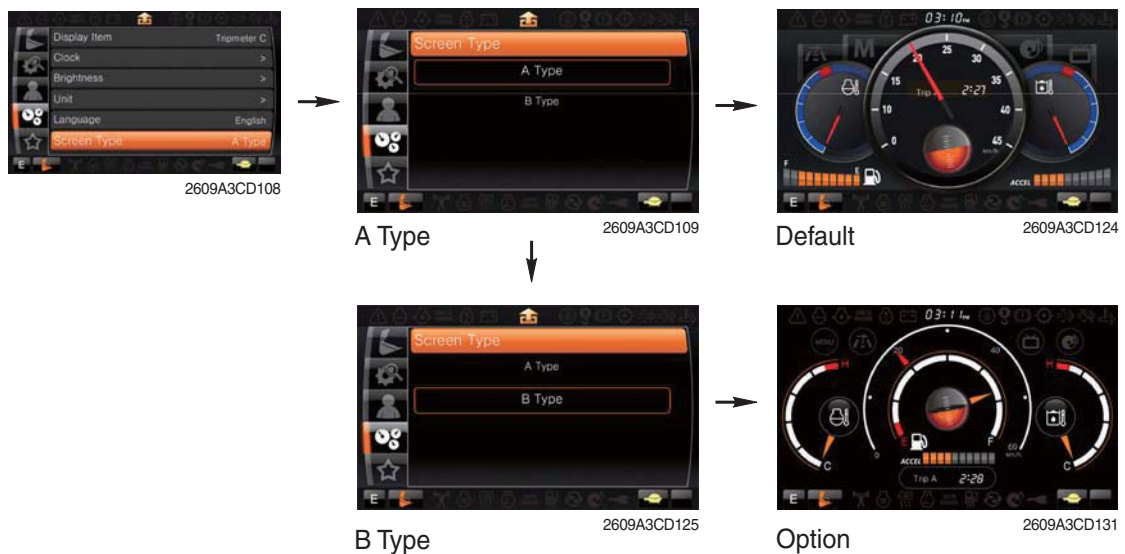 Display Item Tripmeter C
Clock >
Brightness >
Unit >
Language English
Screen Type A Type
E
2609A3CD108
Screen Type
A Type
B Type
E
A Type
2609A3CD109
03:10
M
0
10
15
20
25
30
35
40
45
km/h
Trip
2:27
F
E
ACCEL
E
Default
2609A3CD124
Screen Type
A Type
B Type
E
B Type
2609A3CD125
03:11
MENU
0
20
40
60
km/h
H
C
E
F
H
C
ACCEL
Trip A 2:28
E
Option
2609A3CD131